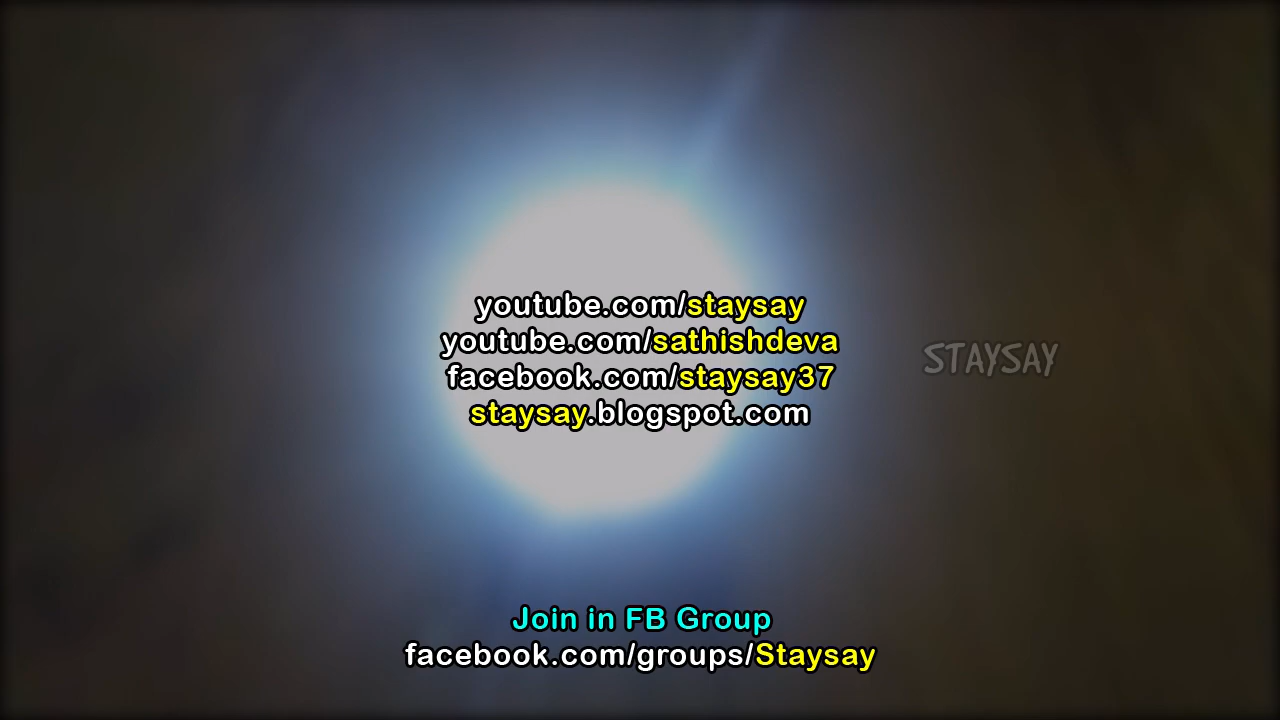 youtube.com/staysay
youtube.com/sathishdeva
facebook.com/staysay37
staysay.blogspot.com
STAYSAY
Join in FB Group
facebook.com/groups/Staysay